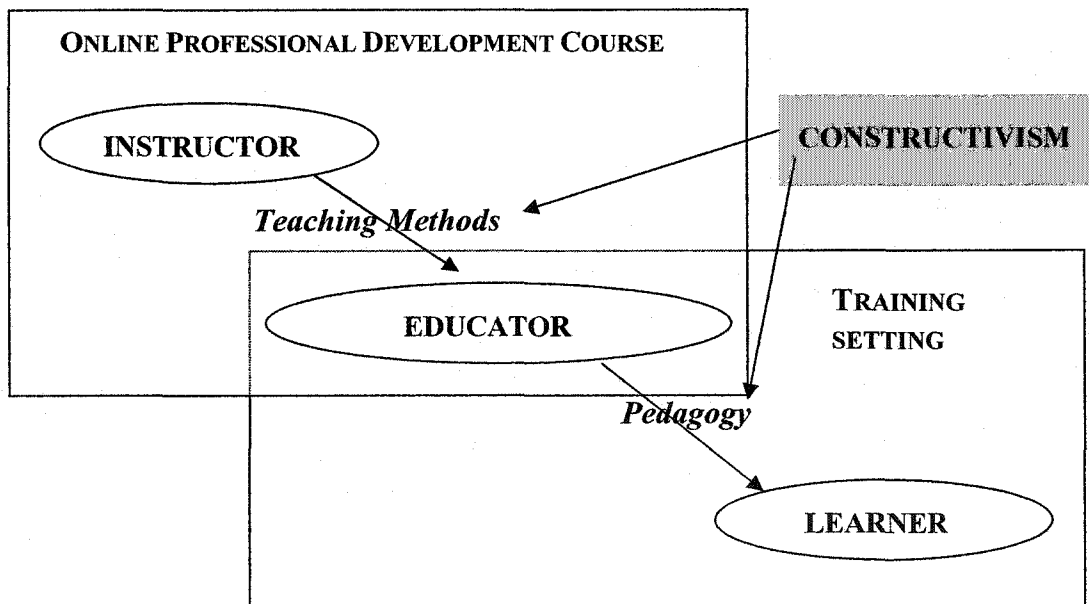 ONLINE PROFESSIONAL DEVELOPMENT COURSE
INSTRUCTOR
CONSTRUCTIVISM
Teaching Methods
EDUCATOR
TRAINING
SETTING
Pedagogy
LEARNER